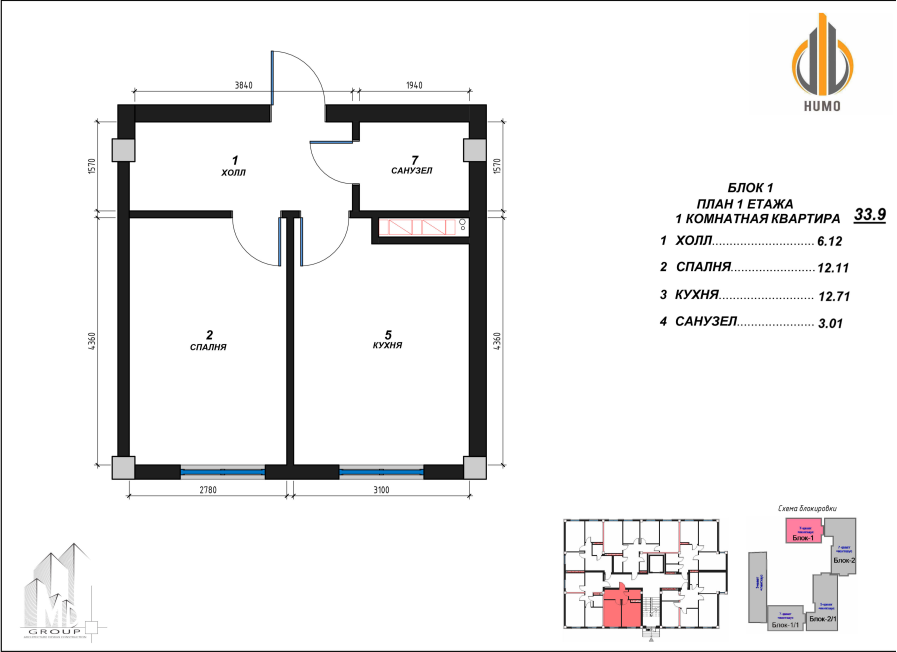 HUMO
3840
1940
1570
1
ХОЛЛ
7
САНУЗЕЛ
1570
БЛОК 1
ПЛАН 1 ЕТАЖА
1 КОМНАТНАЯ КВАРТИРА 33.9
1 ХОЛЛ........................... 6.12
2 СПАЛНЯ...................... 12.11
3 КУХНЯ......................... 12.71
4 САНУЗЕЛ.................... 3.01
4360
2
СПАЛНЯ
5
КУХНЯ
4360
2780
3100
Схема блокировки
Блок-1
Блок-2
Блок-1/1
Блок-2/1
M
GROUP